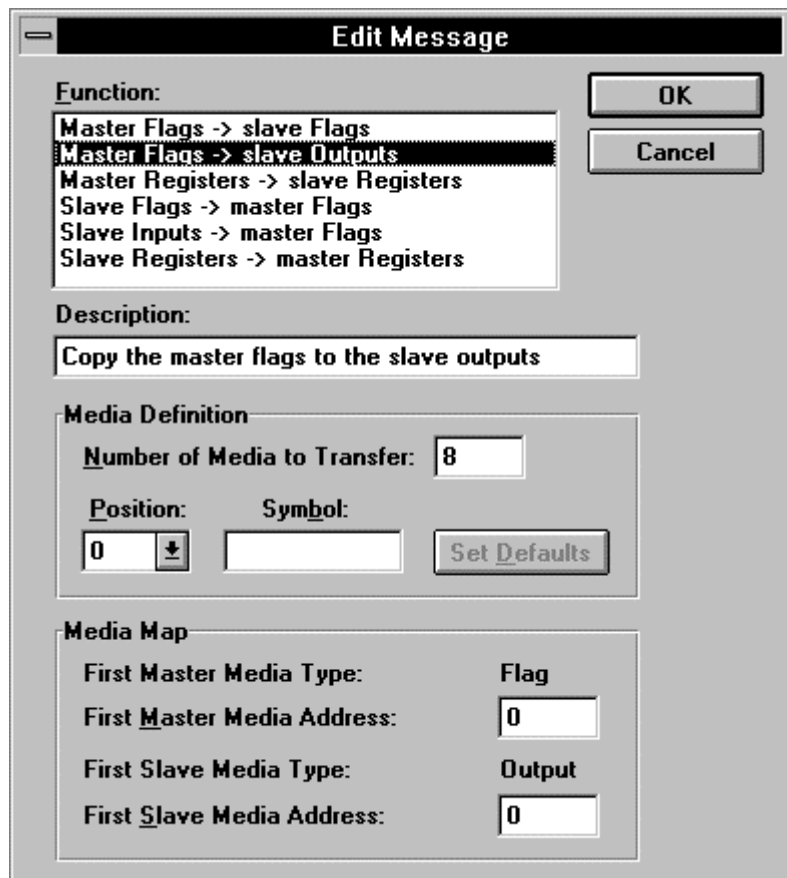 Edit Message
Function:
OK
Master Flags -> slave Flags
Master Flags -> slave Outputs
Cancel
Master Registers -> slave Registers
Slave Flags -> master Flags
Slave Inputs -> master Flags
Slave Registers -> master Registers
Description:
Copy the master flags to the slave outputs
Media Definition
Number of Media to Transfer: 8
Position: Symbol:
0 Set Defaults
Media Map
First Master Media Type: Flag
First Master Media Address: 0
First Slave Media Type: Output
First Slave Media Address: 0